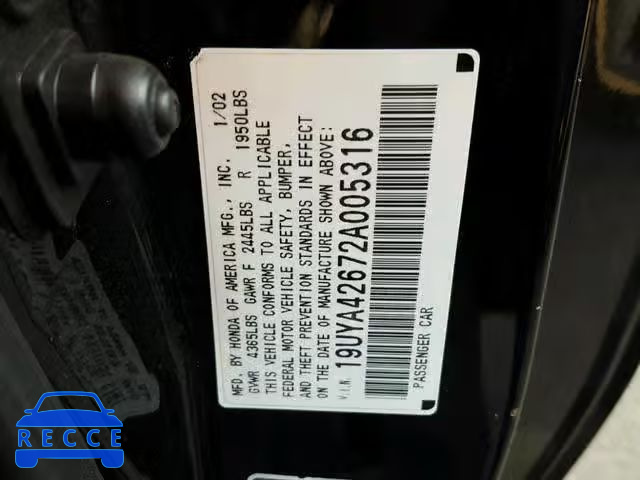 MFD. BY HONDA OF AMERICA MFG., INC. 1/02
GVWR 4365LBS GAWR F 2445LBS R 1950LBS
THIS VEHICLE CONFORMS TO ALL APPLICABLE
FEDERAL MOTOR VEHICLE SAFETY, BUMPER,
AND THEFT PREVENTION STANDARDS IN EFFECT
ON THE DATE OF MANUFACTURE SHOWN ABOVE:
V.I.N. 19UYA42672A005316
PASSENGER CAR
RECCE